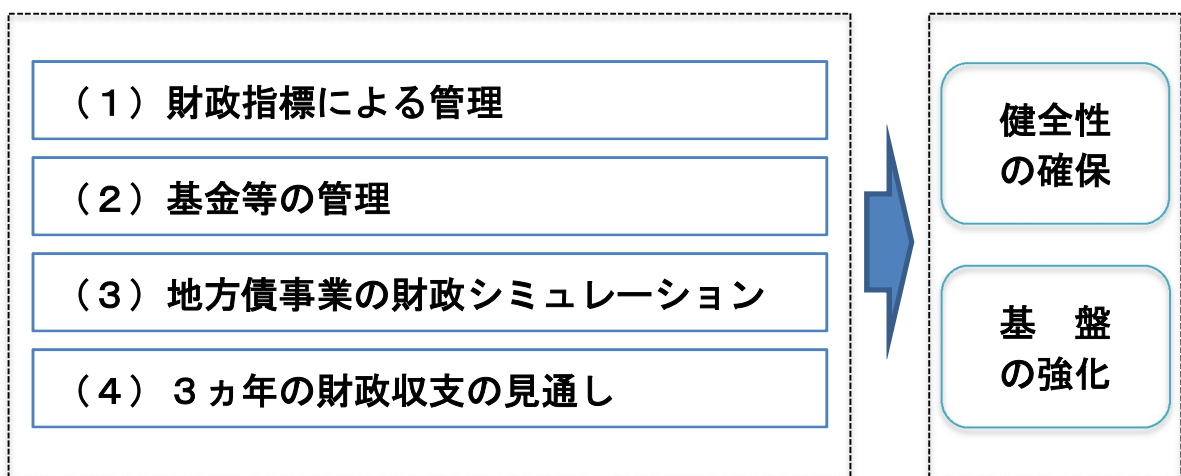 （１）財政指標による管理
（２）基金等の管理
（３）地方債事業の財政シミュレーション
（４）３ヵ年の財政収支の見通し
健全性
の確保
基　盤
の強化